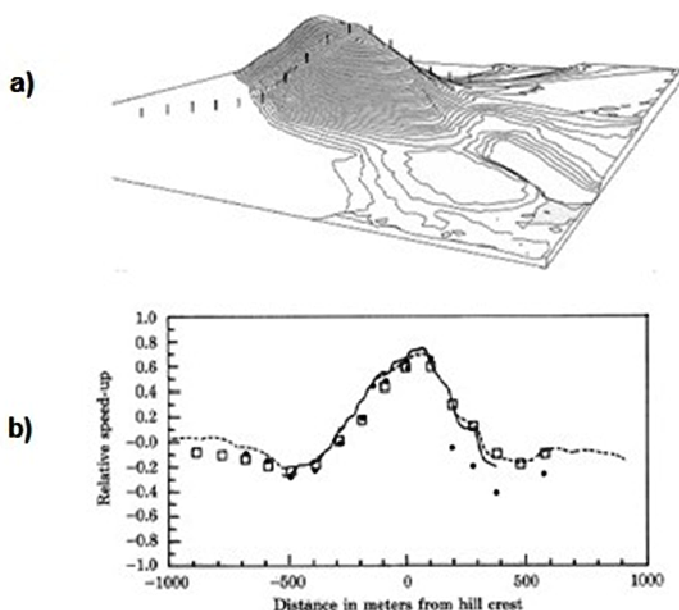 a)
b)
Relative speed-up
1.0
0.8
0.6
0.4
0.2
−0.0
−0.2
−0.4
−0.6
−0.8
−1.0
−1000 −500 0 500 1000
Distance in meters from hill crest